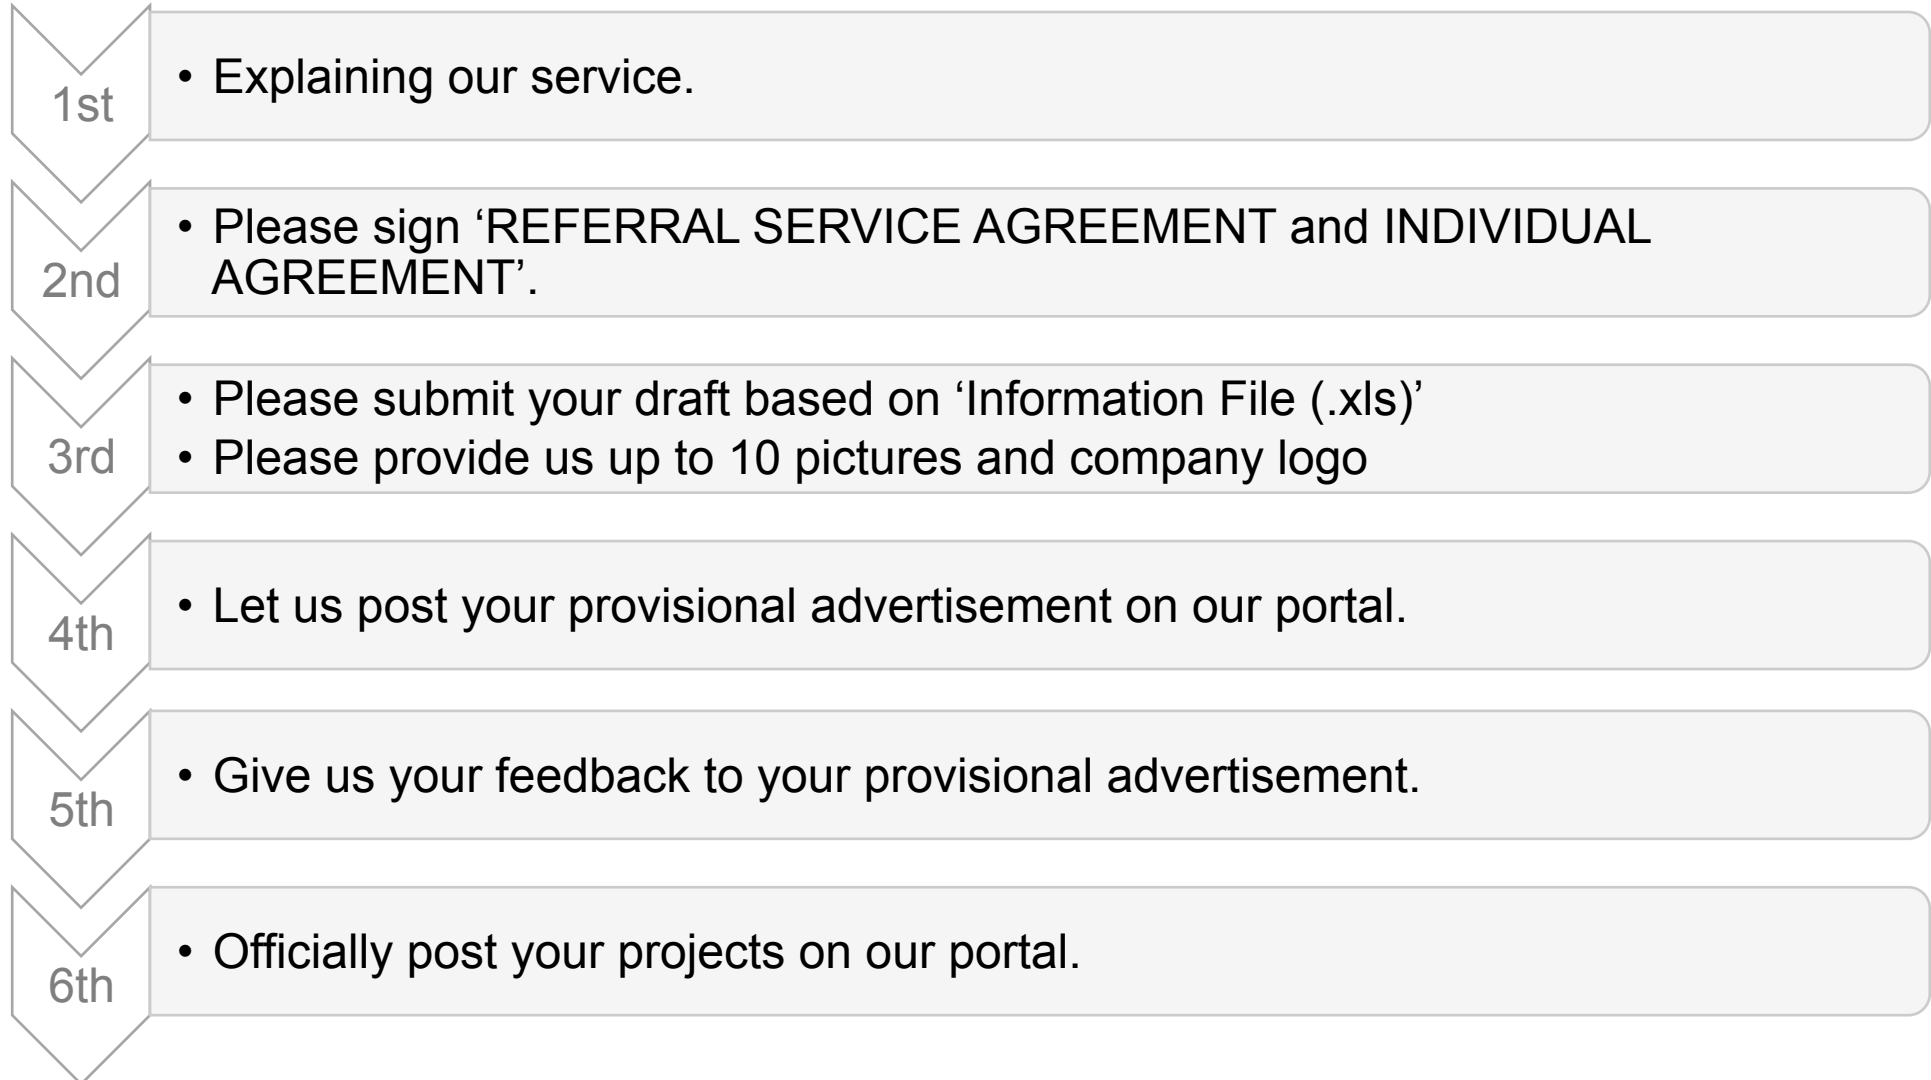 1st
• Explaining our service.
2nd
• Please sign ‘REFERRAL SERVICE AGREEMENT and INDIVIDUAL
AGREEMENT’.
3rd
• Please submit your draft based on ‘Information File (.xls)’
• Please provide us up to 10 pictures and company logo
4th
• Let us post your provisional advertisement on our portal.
5th
• Give us your feedback to your provisional advertisement.
6th
• Officially post your projects on our portal.